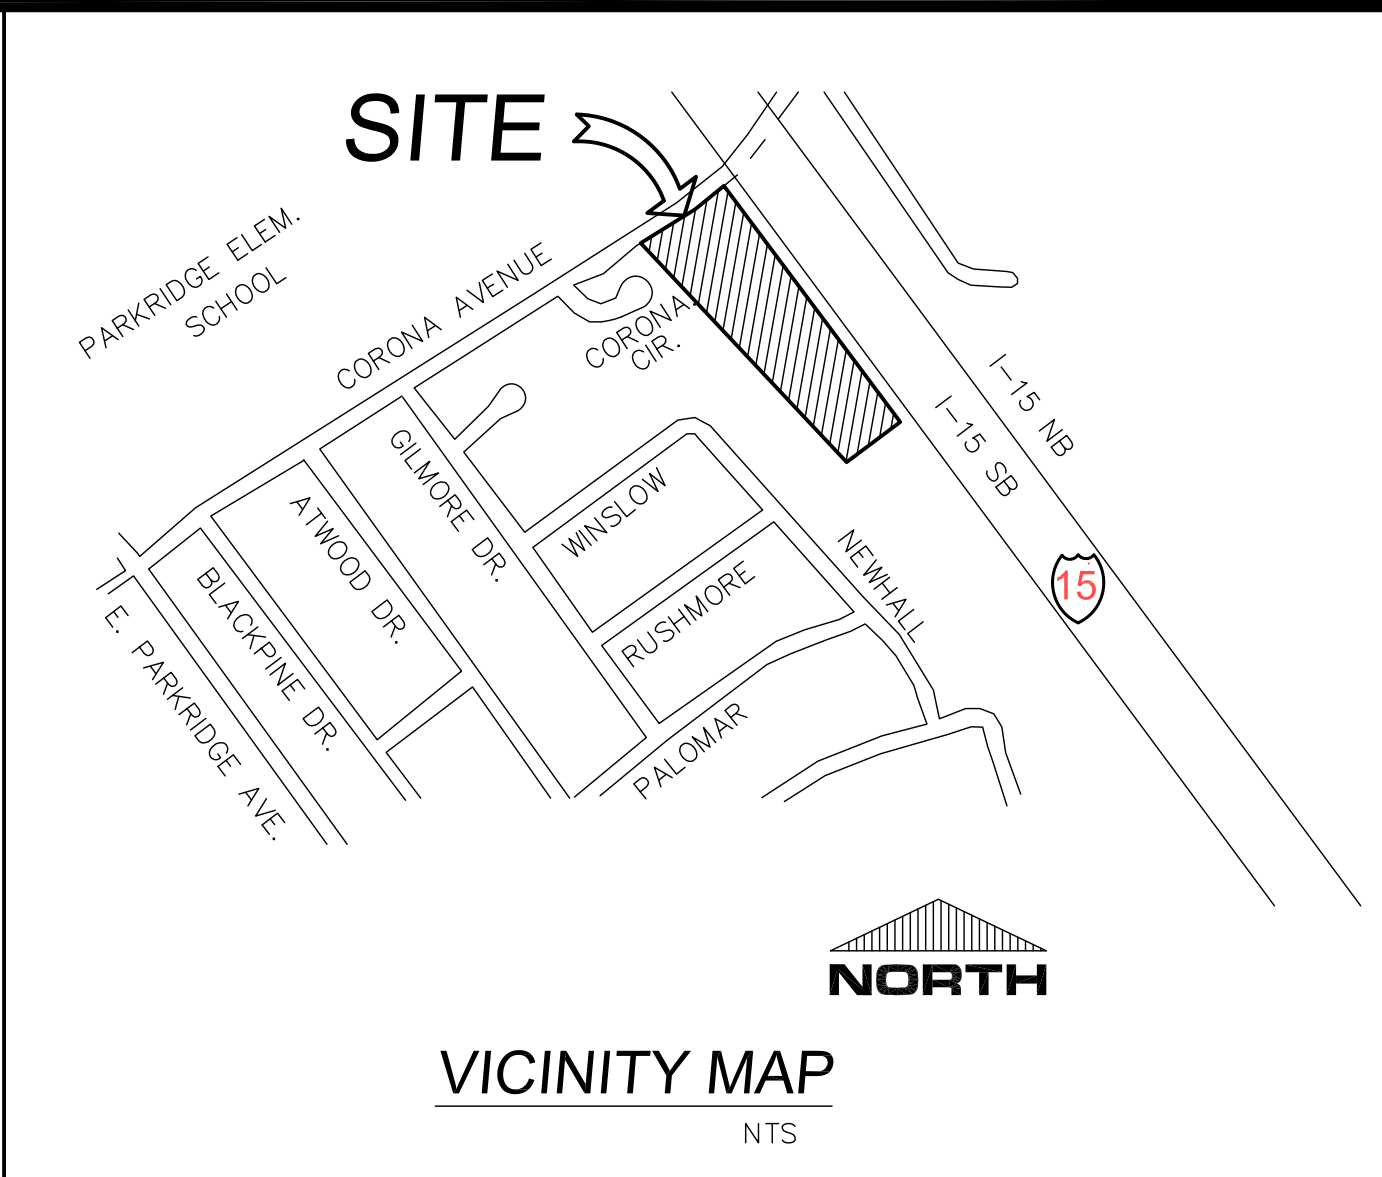 SITE
PARKRIDGE ELEM.
SCHOOL
CORONA AVENUE
CORONA
CIR.
I-15 NB
I-15 SB
GILMORE DR.
WINSLOW
ATWOOD DR.
NEWHALL
15
RUSHMORE
BLACKPINE DR.
E. PARKRIDGE AVE.
PALOMAR
NORTH
VICINITY MAP
NTS